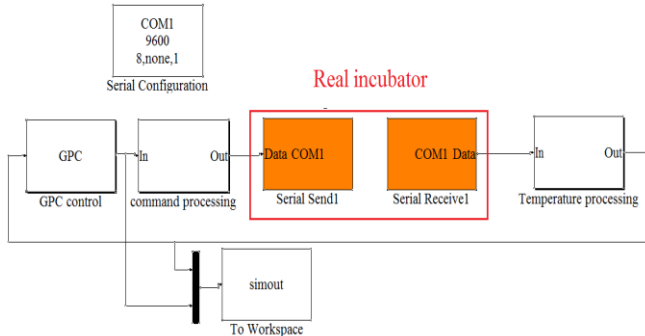 COM1
9600
8,none,1
Serial Configuration
Real incubator
GPC
GPC control
In Out
command processing
Data COM1
Serial Send1
COM1 Data
Serial Receive1
In Out
Temperature processing
simout
To Workspace